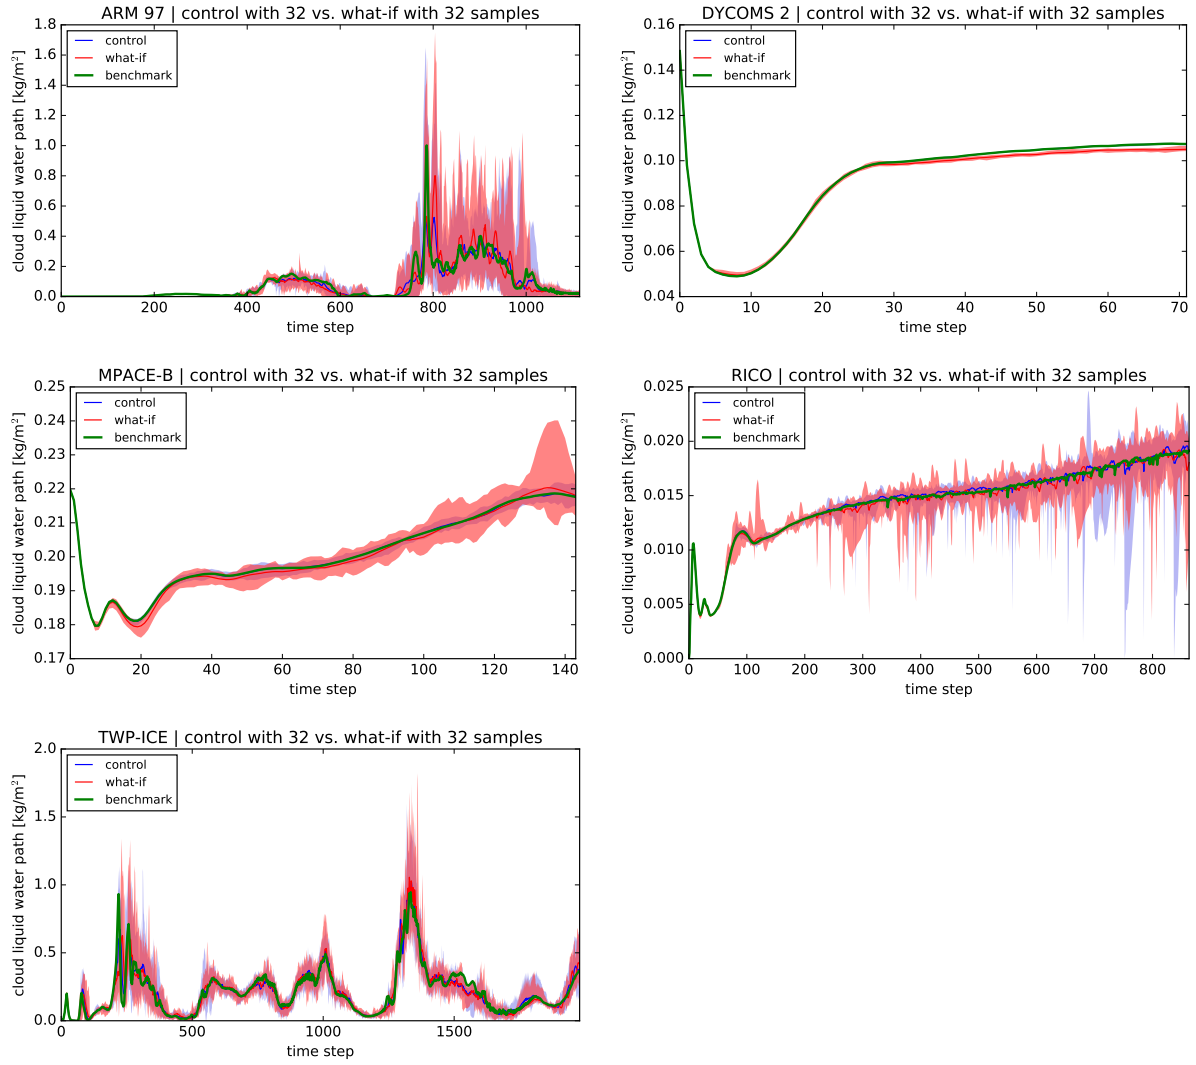 ARM 97 | control with 32 vs. what-if with 32 samples
cloud liquid water path [kg/m²]
1.8
1.6
1.4
1.2
1.0
0.8
0.6
0.4
0.2
0.0
control
what-if
benchmark
0 200 400 600 800 1000
time step
DYCOMS 2 | control with 32 vs. what-if with 32 samples
cloud liquid water path [kg/m²]
0.16
0.14
0.12
0.10
0.08
0.06
0.04
control
what-if
benchmark
0 10 20 30 40 50 60 70
time step
MPACE-B | control with 32 vs. what-if with 32 samples
cloud liquid water path [kg/m²]
0.25
0.24
0.23
0.22
0.21
0.20
0.19
0.18
0.17
control
what-if
benchmark
0 20 40 60 80 100 120 140
time step
RICO | control with 32 vs. what-if with 32 samples
cloud liquid water path [kg/m²]
0.025
0.020
0.015
0.010
0.005
0.000
control
what-if
benchmark
0 100 200 300 400 500 600 700 800
time step
TWP-ICE | control with 32 vs. what-if with 32 samples
cloud liquid water path [kg/m²]
2.0
1.5
1.0
0.5
0.0
control
what-if
benchmark
0 500 1000 1500
time step